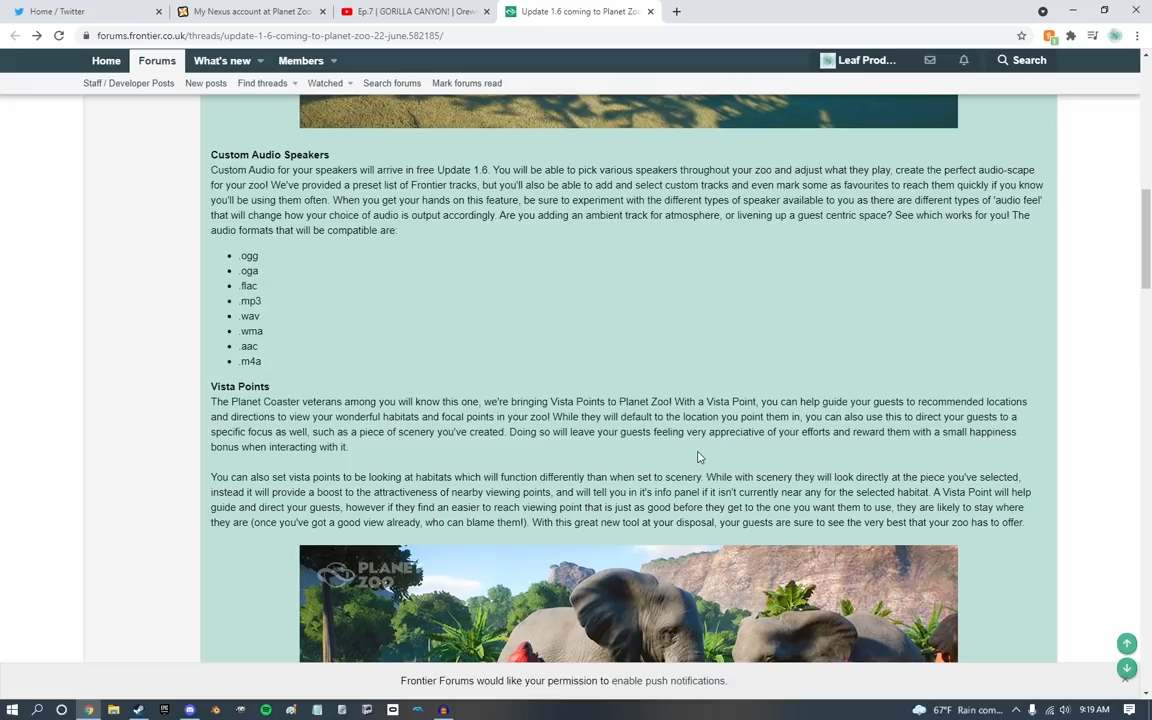 Home / Twitter
My Nexus account at Planet Zoo
Ep.7 | GORILLA CANYON! | Orew
Update 1.6 coming to Planet Zoo
forums.frontier.co.uk/threads/update-1-6-coming-to-planet-zoo-22-june.582185/
Home Forums What's new Members Leaf Prod... Search
Staff / Developer Posts New posts Find threads Watched Search forums Mark forums read
Custom Audio Speakers
Custom Audio for your speakers will arrive in free Update 1.6. You will be able to pick various speakers throughout your zoo and adjust what they play, create the perfect audio-scape
for your zoo! We've provided a preset list of Frontier tracks, but you'll also be able to add and select custom tracks and even mark some as favourites to reach them quickly if you know
you'll be using them often. When you get your hands on this feature, be sure to experiment with the different types of speaker available to you as there are different types of 'audio feel'
that will change how your choice of audio is output accordingly. Are you adding an ambient track for atmosphere, or livening up a guest centric space? See which works for you! The
audio formats that will be compatible are:
• .ogg
• .oga
• .flac
• .mp3
• .wav
• .wma
• .aac
• .m4a
Vista Points
The Planet Coaster veterans among you will know this one, we're bringing Vista Points to Planet Zoo! With a Vista Point, you can help guide your guests to recommended locations
and directions to view your wonderful habitats and focal points in your zoo! While they will default to the location you point them in, you can also use this to direct your guests to a
specific focus as well, such as a piece of scenery you've created. Doing so will leave your guests feeling very appreciative of your efforts and reward them with a small happiness
bonus when interacting with it.
You can also set vista points to be looking at habitats which will function differently than when set to scenery. While with scenery they will look directly at the piece you've selected,
instead it will provide a boost to the attractiveness of nearby viewing points, and will tell you in it's info panel if it isn't currently near any for the selected habitat. A Vista Point will help
guide and direct your guests, however if they find an easier to reach viewing point that is just as good before they get to the one you want them to use, they are likely to stay where
they are (once you've got a good view already, who can blame them!). With this great new tool at your disposal, your guests are sure to see the very best that your zoo has to offer.
PLANE
ZOO
Frontier Forums would like your permission to enable push notifications.
67°F Rain com... 9:19 AM